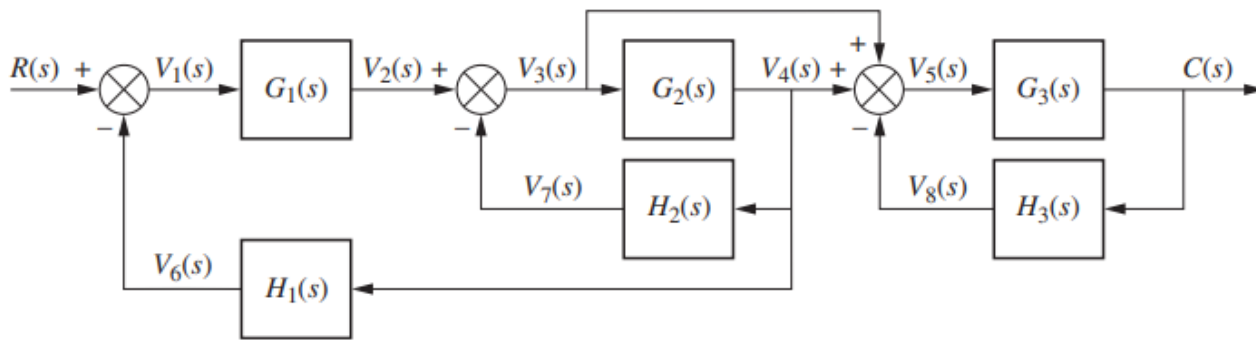 +
R(s) + V₁(s) G₁(s) V₂(s) + V₃(s) G₂(s) V₄(s) + V₅(s) G₃(s) C(s)
− − −
V₇(s) H₂(s) V₈(s) H₃(s)
V₆(s) H₁(s)